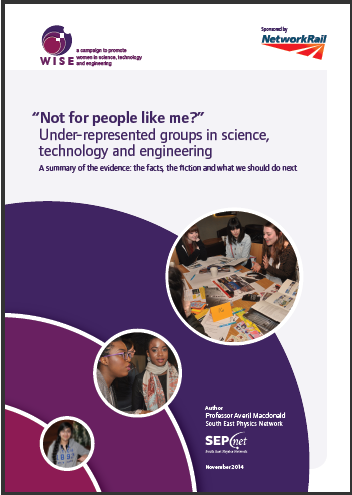 WISE
a campaign to promote
women in science, technology
and engineering
Sponsored by
NetworkRail
“Not for people like me?”
Under-represented groups in science,
technology and engineering
A summary of the evidence: the facts, the fiction and what we should do next
Author
Professor Averil Macdonald
South East Physics Network
SEPnet
South East Physics Network
November 2014